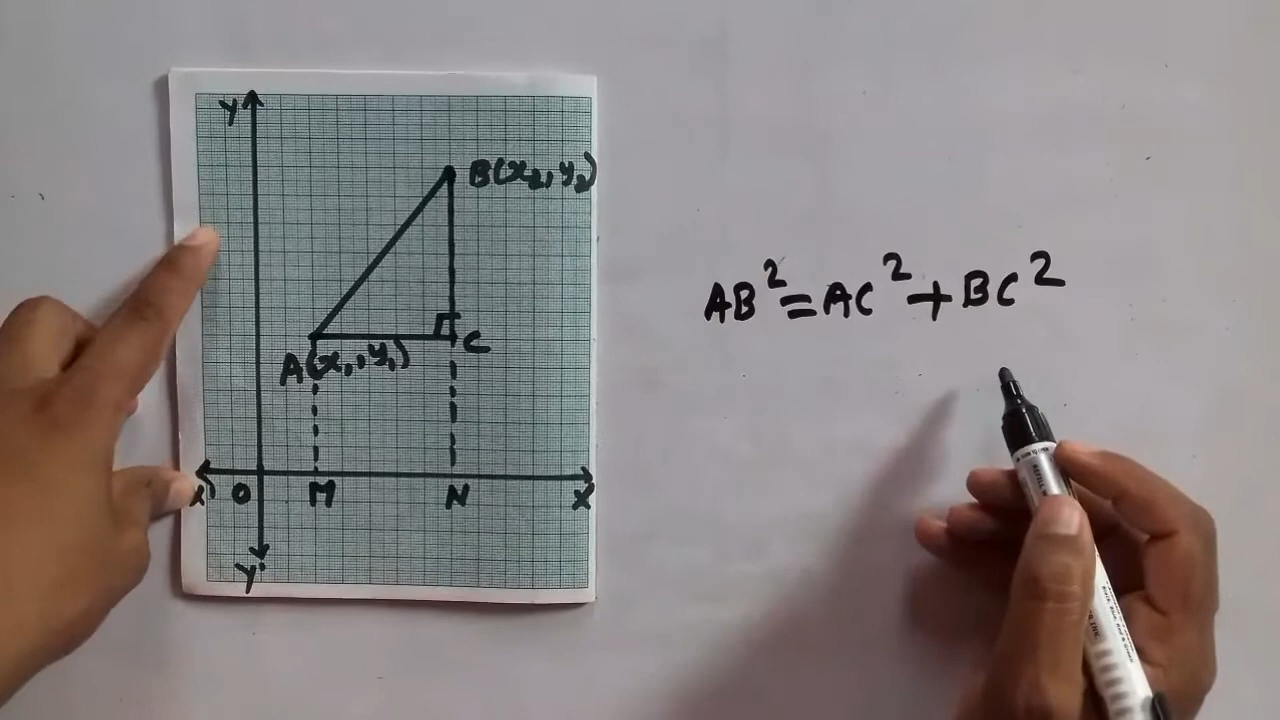 Y
B(x₂, y₂)
A(x₁, y₁)
C
X' O M N X
Y'
AB² = AC² + BC²